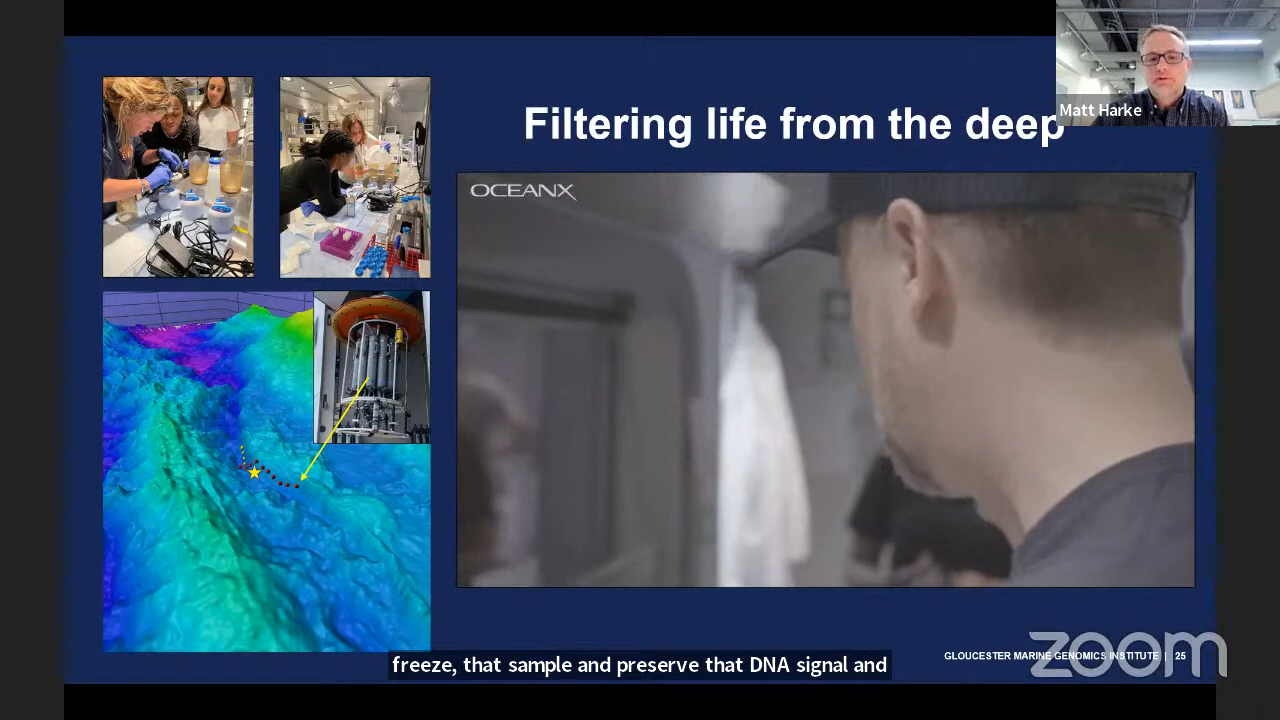 Matt Harke
Filtering life from the deep
OCEANX
freeze, that sample and preserve that DNA signal and
GLOUCESTER MARINE GENOMICS INSTITUTE | 25
zoom